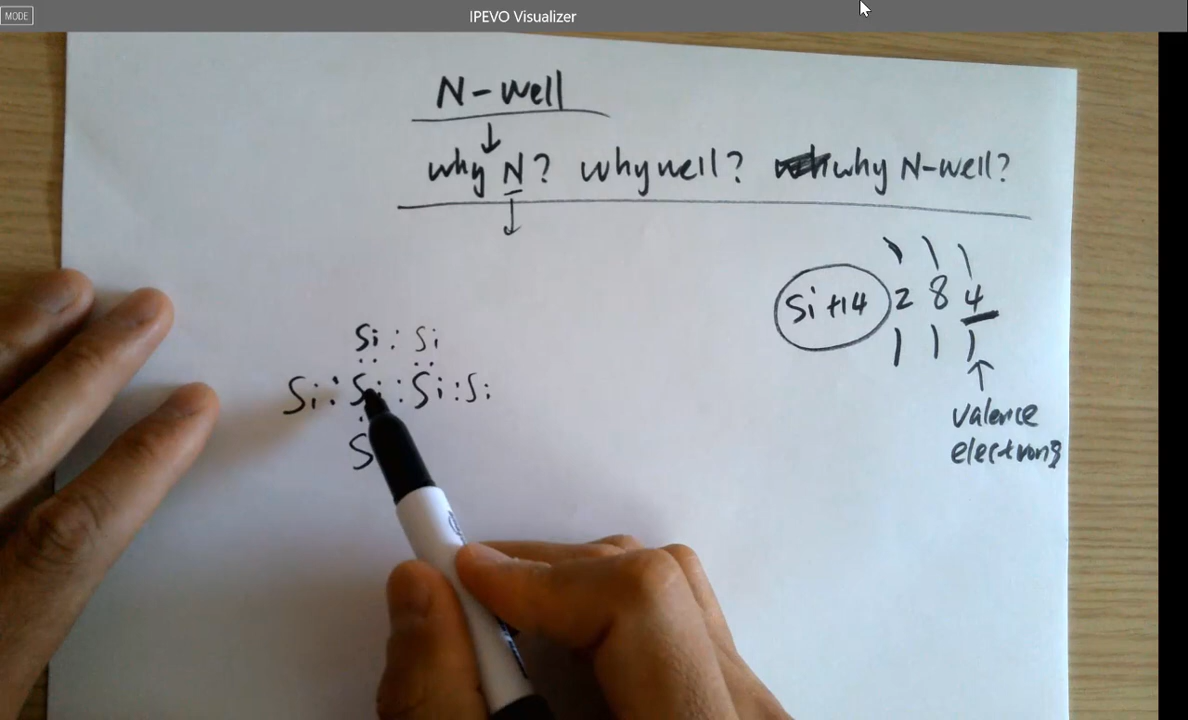 MODE
IPEVO Visualizer
N-well
why N? why well? why N-well?
Si +14 2 8 4
Si : Si
Si : Si : Si : Si
S
valence
electrons